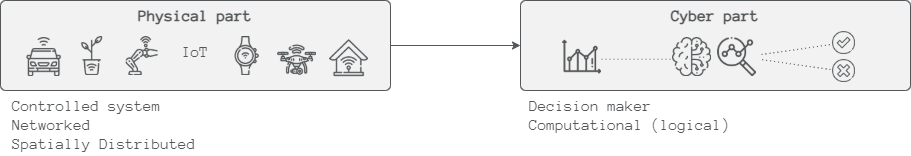 Physical part
IoT
Controlled system
Networked
Spatially Distributed
Cyber part
Decision maker
Computational (logical)